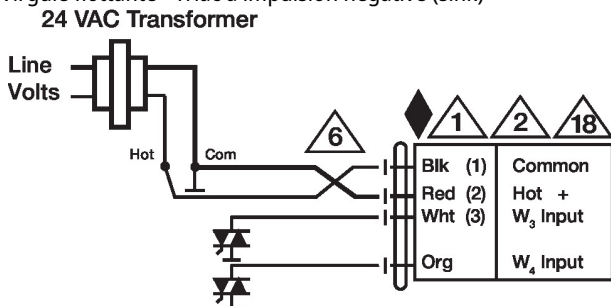 24 VAC Transformer
Line
Volts
Hot
Com
6
1
2
18
Blk (1) Common
Red (2) Hot +
Wht (3) W₃ Input
Org W₄ Input